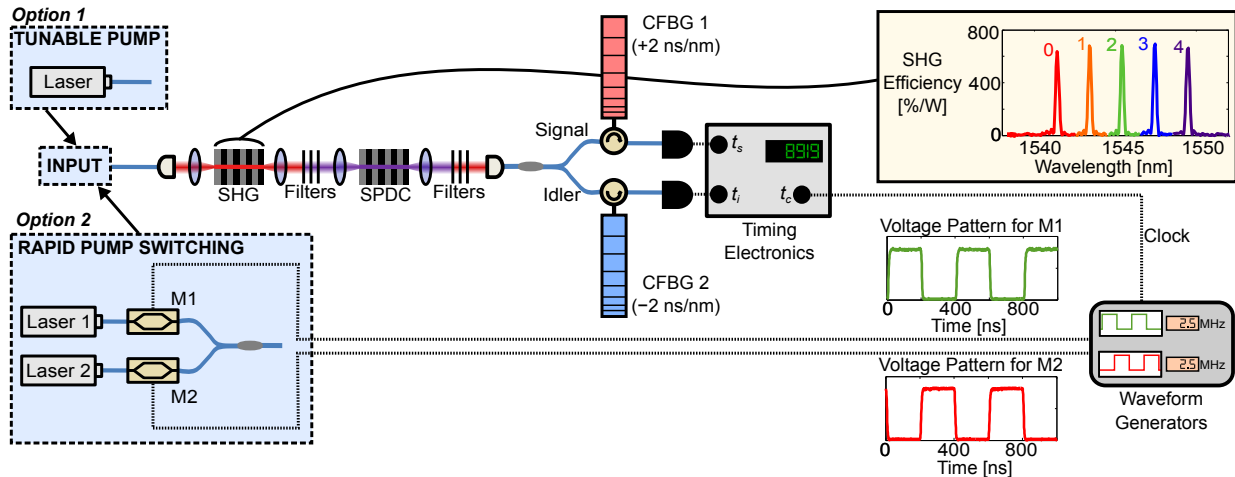 Option 1
TUNABLE PUMP
Laser
INPUT
SHG
Filters
SPDC
Filters
CFBG 1
(+2 ns/nm)
Signal
Idler
CFBG 2
(−2 ns/nm)
ts
ti
tc
8919
Timing
Electronics
SHG
Efficiency
[%/W]
800
400
0
0
1
2
3
4
1540
1545
1550
Wavelength [nm]
Option 2
RAPID PUMP SWITCHING
M1
Laser 1
Laser 2
M2
Voltage Pattern for M1
0
400
800
Time [ns]
Voltage Pattern for M2
0
400
800
Time [ns]
Clock
2.5 MHz
2.5 MHz
Waveform
Generators